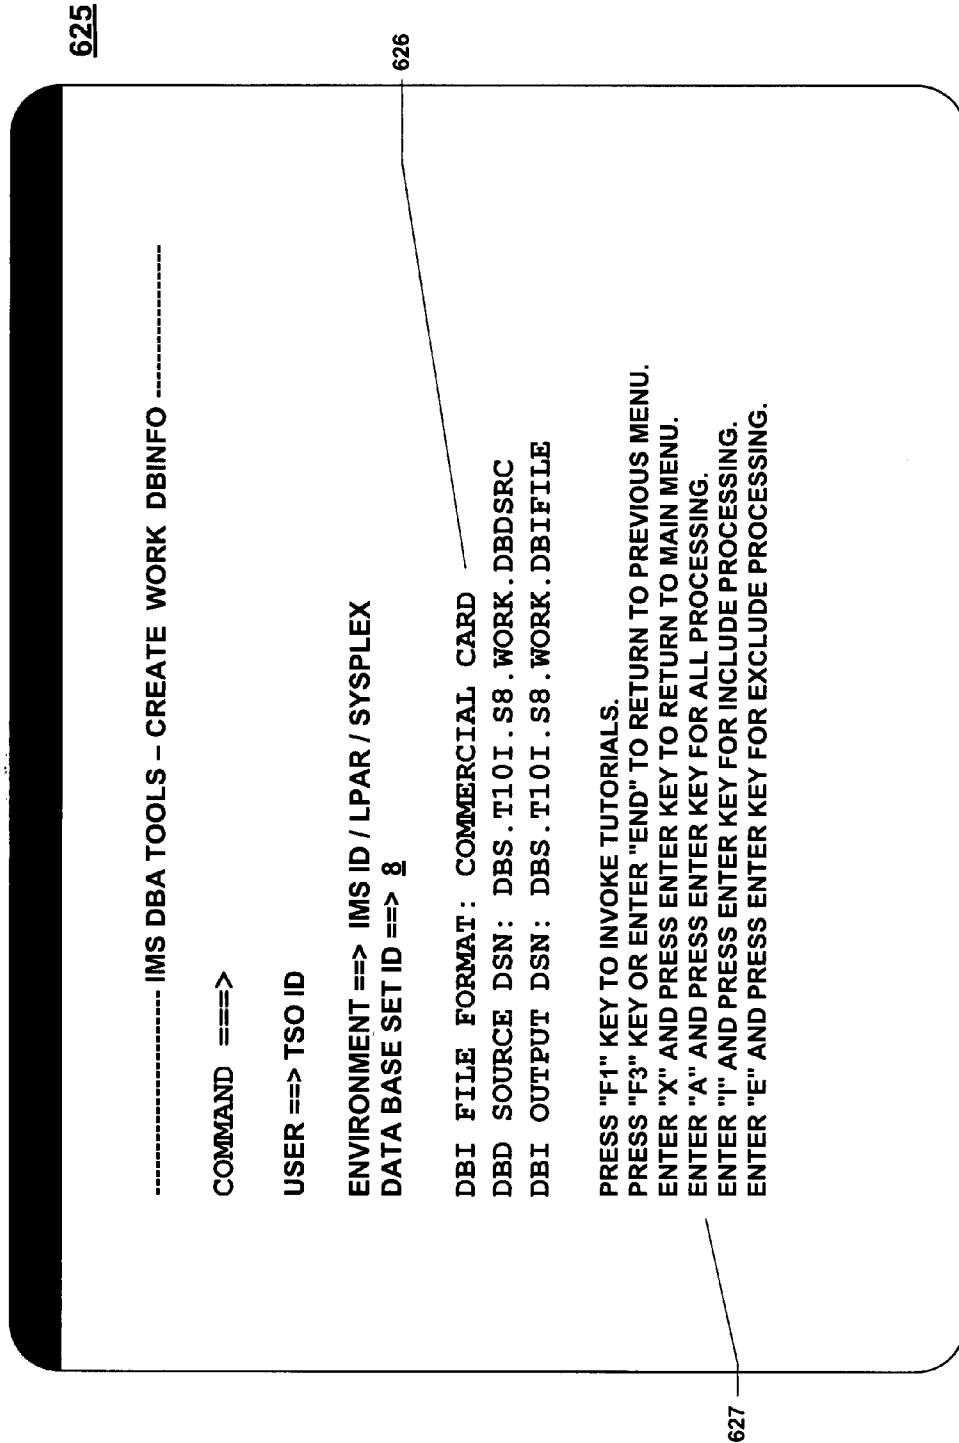 625
-------------------- IMS DBA TOOLS – CREATE WORK DBINFO ----------------
COMMAND ===>
USER ==> TSO ID
ENVIRONMENT ==> IMS ID / LPAR / SYSPLEX
DATA BASE SET ID ==> 8
626
DBI FILE FORMAT: COMMERCIAL CARD
DBD SOURCE DSN: DBS.T10I.S8.WORK.DBDSRC
DBI OUTPUT DSN: DBS.T10I.S8.WORK.DBIFILE
PRESS "F1" KEY TO INVOKE TUTORIALS.
PRESS "F3" KEY OR ENTER "END" TO RETURN TO PREVIOUS MENU.
ENTER "X" AND PRESS ENTER KEY TO RETURN TO MAIN MENU.
ENTER "A" AND PRESS ENTER KEY FOR ALL PROCESSING.
ENTER "I" AND PRESS ENTER KEY FOR INCLUDE PROCESSING.
ENTER "E" AND PRESS ENTER KEY FOR EXCLUDE PROCESSING.
627